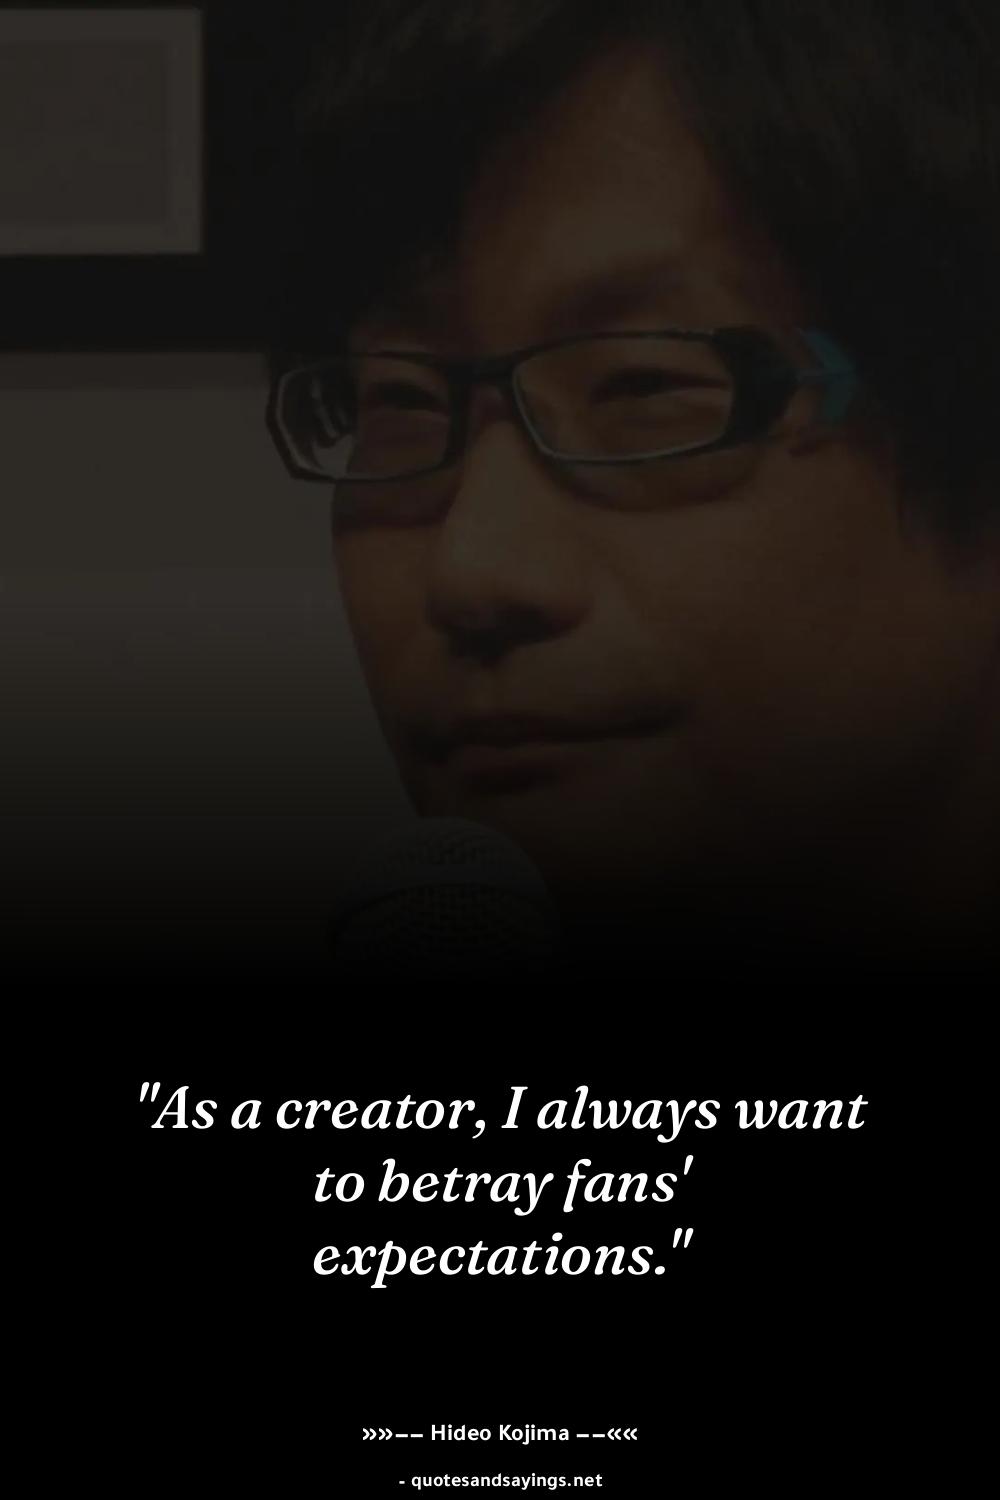 "As a creator, I always want
to betray fans'
expectations."
»»−− Hideo Kojima −−««
- quotesandsayings.net